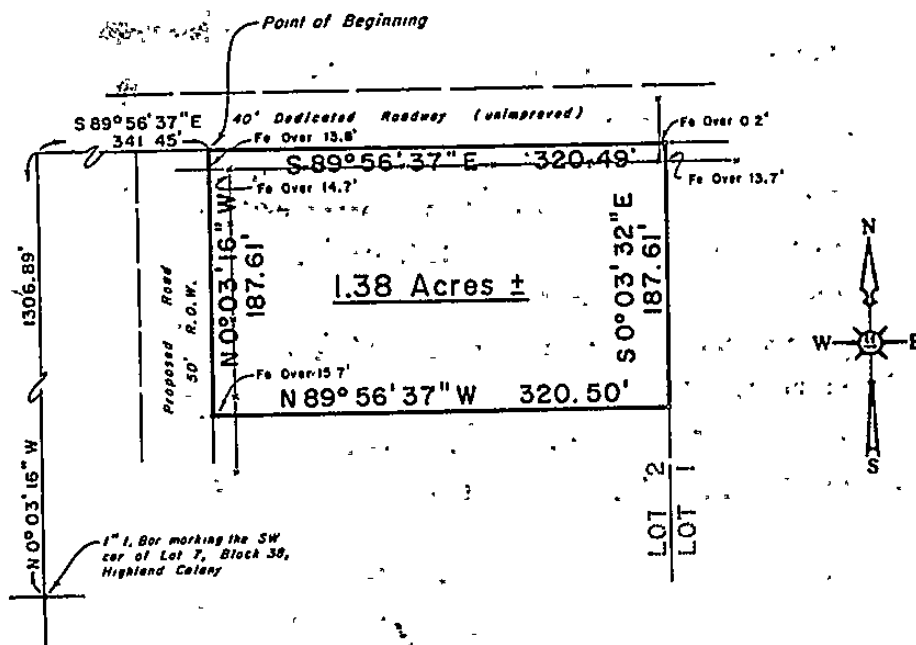 Point of Beginning
S 89° 56' 37" E
341 45'
40' Dedicated Roadway (unimproved)
Fe Over 13.8'
Fe Over 0 2'
S 89° 56' 37" E 320.49'
Fe Over 14.7'
Fe Over 13.7'
N 0° 03' 16" W
187.61'
S 0° 03' 32" E
187.61'
1.38 Acres ±
1306.89'
Proposed Road
50' R.O.W.
Fe Over 15 7'
N 89° 56' 37" W 320.50'
N
W
E
S
N 0° 03' 16" W
LOT 2
LOT 1
1" I. Bar marking the SW
cor of Lot 7, Block 38,
Highland Colony